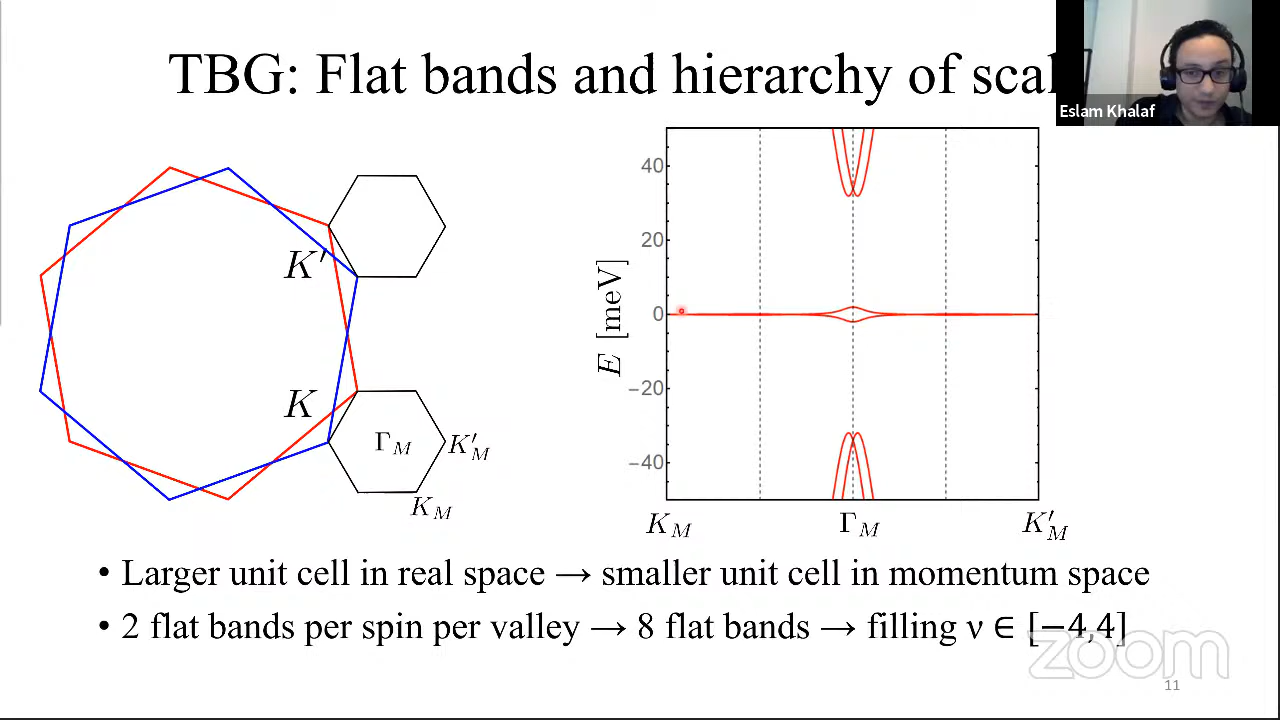 TBG: Flat bands and hierarchy of scal
Eslam Khalaf
K′
K
Γ_M
K′_M
K_M
E [meV]
40
20
0
−20
−40
K_M
Γ_M
K′_M
• Larger unit cell in real space → smaller unit cell in momentum space
• 2 flat bands per spin per valley → 8 flat bands → filling ν ∈ [−4,4]
zoom
11